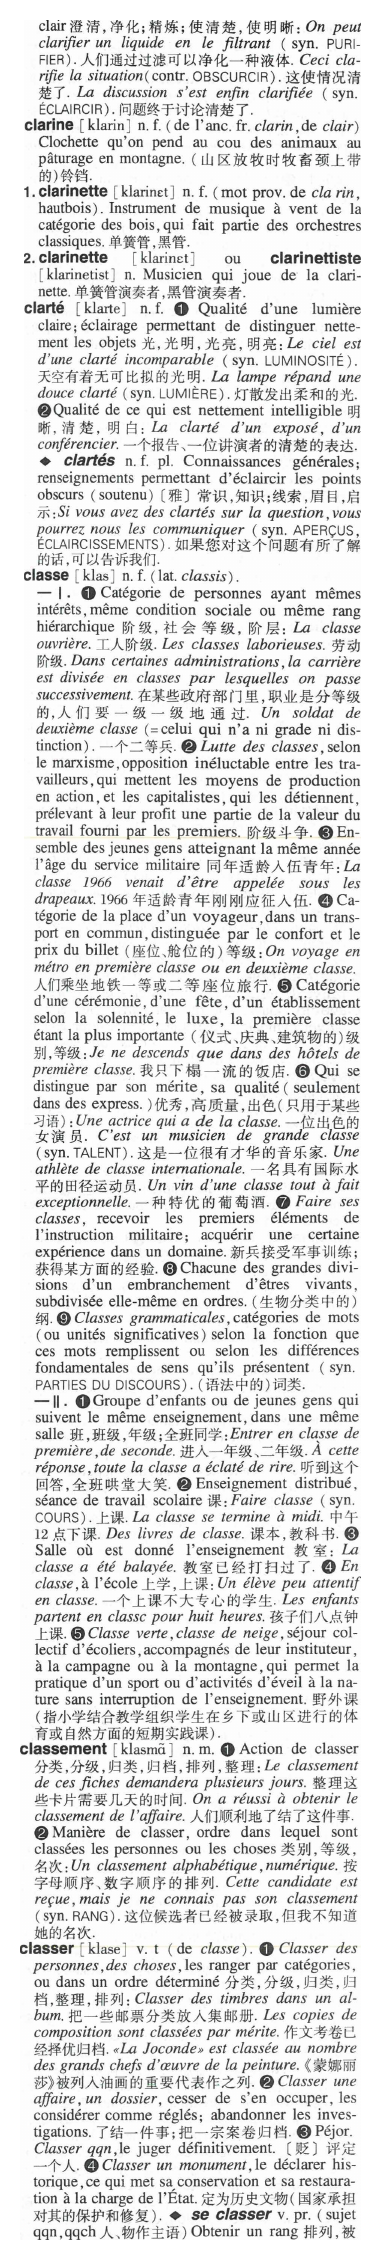 clair 澄清,净化;精炼;使清楚,使明晰: On peut
clarifier un liquide en le filtrant ( syn. PURI-
FIER). 人们通过过滤可以净化一种液体. Ceci cla-
rifie la situation(contr. OBSCURCIR). 这使情况清
楚了. La discussion s'est enfin clarifiée ( syn.
ÉCLAIRCIR). 问题终于讨论清楚了.
clarine [klarin] n. f. (de l'anc. fr. clarin, de clair)
Clochette qu'on pend au cou des animaux au
pâturage en montagne. (山区放牧时牧畜颈上带
的)铃铛.
1. clarinette [klarinɛt] n. f. (mot prov. de cla rin,
hautbois). Instrument de musique à vent de la
catégorie des bois, qui fait partie des orchestres
classiques. 单簧管,黑管.
2. clarinette [klarinɛt] ou clarinettiste
[klarinetist] n. Musicien qui joue de la clari-
nette. 单簧管演奏者,黑管演奏者.
clarté [klarte] n. f. ❶ Qualité d'une lumière
claire; éclairage permettant de distinguer nette-
ment les objets 光,光明,光亮,明亮: Le ciel est
d'une clarté incomparable ( syn. LUMINOSITÉ).
天空有着无可比拟的光明. La lampe répand une
douce clarté (syn. LUMIÈRE). 灯散发出柔和的光.
❷Qualité de ce qui est nettement intelligible 明
晰,清楚,明白: La clarté d'un exposé, d'un
conférencier. 一个报告、一位讲演者的清楚的表达.
◆ clartés n. f. pl. Connaissances générales;
renseignements permettant d'éclaircir les points
obscurs (soutenu) [雅] 常识,知识;线索,眉目,启
示: Si vous avez des clartés sur la question, vous
pourrez nous les communiquer ( syn. APERÇUS,
ÉCLAIRCISSEMENTS). 如果您对这个问题有所了解
的话,可以告诉我们.
classe [klas] n. f. (lat. classis).
— I. ❶ Catégorie de personnes ayant mêmes
intérêts, même condition sociale ou même rang
hiérarchique 阶级,社会等级,阶层: La classe
ouvrière. 工人阶级. Les classes laborieuses. 劳动
阶级. Dans certaines administrations, la carrière
est divisée en classes par lesquelles on passe
successivement. 在某些政府部门里,职业是分等级
的,人们要一级一级地通过. Un soldat de
deuxième classe (=celui qui n'a ni grade ni dis-
tinction). 一个二等兵. ❷ Lutte des classes, selon
le marxisme, opposition inéluctable entre les tra-
vailleurs, qui mettent les moyens de production
en action, et les capitalistes, qui les détiennent,
prélevant à leur profit une partie de la valeur du
travail fourni par les premiers. 阶级斗争. ❸ En-
semble des jeunes gens atteignant la même année
l'âge du service militaire 同年适龄入伍青年: La
classe 1966 venait d'être appelée sous les
drapeaux. 1966 年适龄青年刚刚应征入伍. ❹ Ca-
tégorie de la place d'un voyageur, dans un trans-
port en commun, distinguée par le confort et le
prix du billet (座位、舱位的)等级: On voyage en
métro en première classe ou en deuxième classe.
人们乘坐地铁一等或二等座位旅行. ❺ Catégorie
d'une cérémonie, d'une fête, d'un établissement
selon la solennité, le luxe, la première classe
étant la plus importante (仪式、庆典、建筑物的)级
别,等级: Je ne descends que dans des hôtels de
première classe. 我只下榻一流的饭店. ❻ Qui se
distingue par son mérite, sa qualité (seulement
dans des express.)优秀,高质量,出色(只用于某些
习语): Une actrice qui a de la classe. 一位出色的
女演员. C'est un musicien de grande classe
(syn. TALENT). 这是一位很有才华的音乐家. Une
athlète de classe internationale. 一名具有国际水
平的田径运动员. Un vin d'une classe tout à fait
exceptionnelle. 一种特优的葡萄酒. ❼ Faire ses
classes, recevoir les premiers éléments de
l'instruction militaire; acquérir une certaine
expérience dans un domaine. 新兵接受军事训练;
获得某方面的经验. ❽ Chacune des grandes divi-
sions d'un embranchement d'êtres vivants,
subdivisée elle-même en ordres. (生物分类中的)
纲. ❾ Classes grammaticales, catégories de mots
(ou unités significatives) selon la fonction que
ces mots remplissent ou selon les différences
fondamentales de sens qu'ils présentent ( syn.
PARTIES DU DISCOURS). (语法中的)词类.
— II. ❶Groupe d'enfants ou de jeunes gens qui
suivent le même enseignement, dans une même
salle 班,班级,年级;全班同学: Entrer en classe de
première, de seconde. 进入一年级、二年级. À cette
réponse, toute la classe a éclaté de rire. 听到这个
回答,全班哄堂大笑. ❷ Enseignement distribué,
séance de travail scolaire 课: Faire classe ( syn.
COURS). 上课. La classe se termine à midi. 中午
12 点下课. Des livres de classe. 课本,教科书. ❸
Salle où est donné l'enseignement 教室: La
classe a été balayée. 教室已经打扫过了. ❹ En
classe, à l'école 上学,上课: Un élève peu attentif
en classe. 一个上课不大专心的学生. Les enfants
partent en classc pour huit heures. 孩子们八点钟
上课. ❺ Classe verte, classe de neige, séjour col-
lectif d'écoliers, accompagnés de leur instituteur,
à la campagne ou à la montagne, qui permet la
pratique d'un sport ou d'activités d'éveil à la na-
ture sans interruption de l'enseignement. 野外课
(指小学结合教学组织学生在乡下或山区进行的体
育或自然方面的短期实践课).
classement [klasmɑ̃] n. m. ❶ Action de classer
分类,分级,归类,归档,排列,整理: Le classement
de ces fiches demandera plusieurs jours. 整理这
些卡片需要几天的时间. On a réussi à obtenir le
classement de l'affaire. 人们顺利地了结了这件事.
❷ Manière de classer, ordre dans lequel sont
classées les personnes ou les choses 类别,等级,
名次: Un classement alphabétique, numérique. 按
字母顺序、数字顺序的排列. Cette candidate est
reçue, mais je ne connais pas son classement
(syn. RANG). 这位候选者已经被录取,但我不知道
她的名次.
classer [klase] v. t (de classe). ❶ Classer des
personnes, des choses, les ranger par catégories,
ou dans un ordre déterminé 分类,分级,归类,归
档,整理,排列: Classer des timbres dans un al-
bum. 把一些邮票分类放入集邮册. Les copies de
composition sont classées par mérite. 作文考卷已
经择优归档. «La Joconde» est classée au nombre
des grands chefs d'œuvre de la peinture. 《蒙娜丽
莎》被列入油画的重要代表作之列. ❷ Classer une
affaire, un dossier, cesser de s'en occuper, les
considérer comme réglés; abandonner les inves-
tigations. 了结一件事;把一宗案卷归档. ❸ Péjor.
Classer qqn, le juger définitivement. [贬] 评定
一个人. ❹ Classer un monument, le déclarer his-
torique, ce qui met sa conservation et sa restaura-
tion à la charge de l'État. 定为历史文物(国家承担
对其的保护和修复). ◆ se classer v. pr. (sujet
qqn, qqch 人、物作主语) Obtenir un rang 排列,被